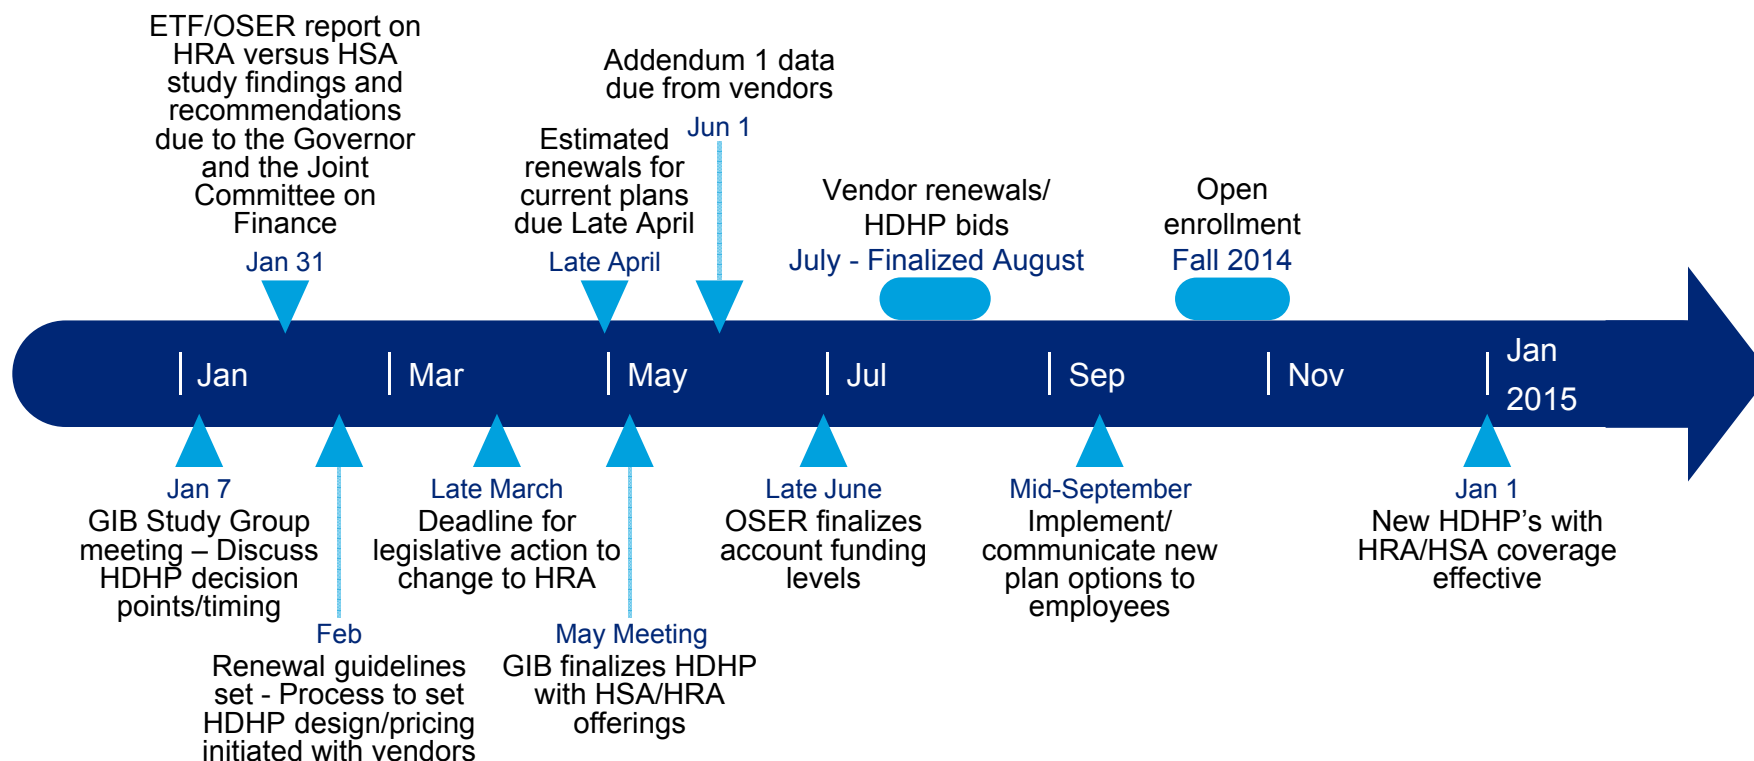 ETF/OSER report on
HRA versus HSA
study findings and
recommendations
due to the Governor
and the Joint
Committee on
Finance
Jan 31
Estimated
renewals for
current plans
due Late April
Late April
Addendum 1 data
due from vendors
Jun 1
Vendor renewals/
HDHP bids
July - Finalized August
Open
enrollment
Fall 2014
Jan
Mar
May
Jul
Sep
Nov
Jan
2015
Jan 7
GIB Study Group
meeting – Discuss
HDHP decision
points/timing
Feb
Renewal guidelines
set - Process to set
HDHP design/pricing
initiated with vendors
Late March
Deadline for
legislative action to
change to HRA
May Meeting
GIB finalizes HDHP
with HSA/HRA
offerings
Late June
OSER finalizes
account funding
levels
Mid-September
Implement/
communicate new
plan options to
employees
Jan 1
New HDHP's with
HRA/HSA coverage
effective